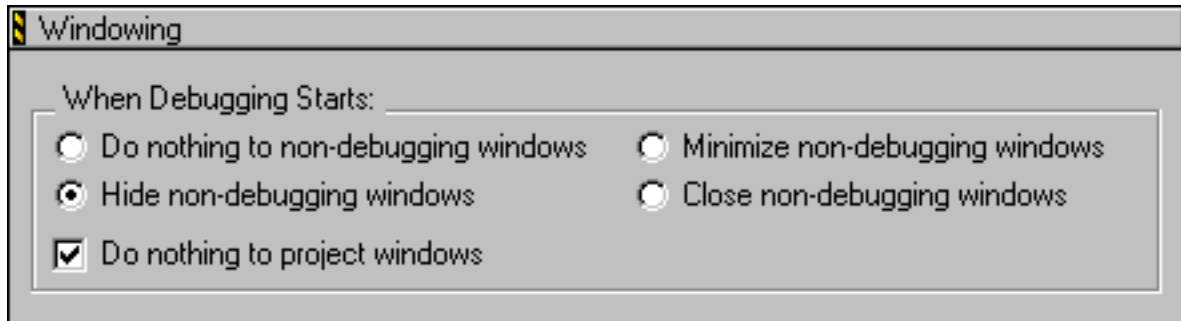 Windowing
When Debugging Starts:
Do nothing to non-debugging windows
Minimize non-debugging windows
Hide non-debugging windows
Close non-debugging windows
Do nothing to project windows